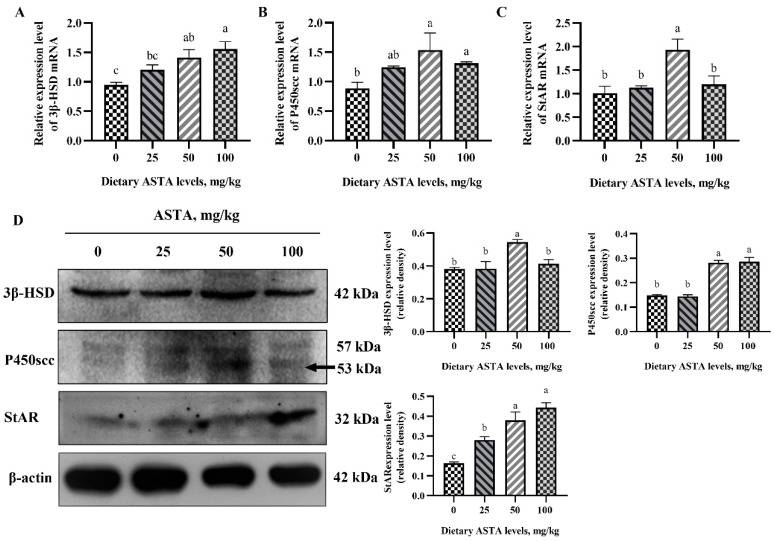 A
Relative expression level
of 3β-HSD mRNA
2.0
1.5
1.0
0.5
0.0
c
bc
ab
a
0
25
50
100
Dietary ASTA levels, mg/kg
B
Relative expression level
of P450scc mRNA
2.0
1.5
1.0
0.5
0.0
b
ab
a
a
0
25
50
100
Dietary ASTA levels, mg/kg
C
Relative expression level
of StAR mRNA
2.5
2.0
1.5
1.0
0.5
0.0
b
b
a
b
0
25
50
100
Dietary ASTA levels, mg/kg
D
ASTA, mg/kg
0
25
50
100
3β-HSD
42 kDa
P450scc
57 kDa
53 kDa
StAR
32 kDa
β-actin
42 kDa
3β-HSD expression level
(relative density)
0.6
0.4
0.2
0.0
b
b
a
b
0
25
50
100
Dietary ASTA levels, mg/kg
P450scc expression level
(relative density)
0.4
0.3
0.2
0.1
0.0
b
b
a
a
0
25
50
100
Dietary ASTA levels, mg/kg
StARexpression level
(relative density)
0.5
0.4
0.3
0.2
0.1
0.0
c
b
a
a
0
25
50
100
Dietary ASTA levels, mg/kg